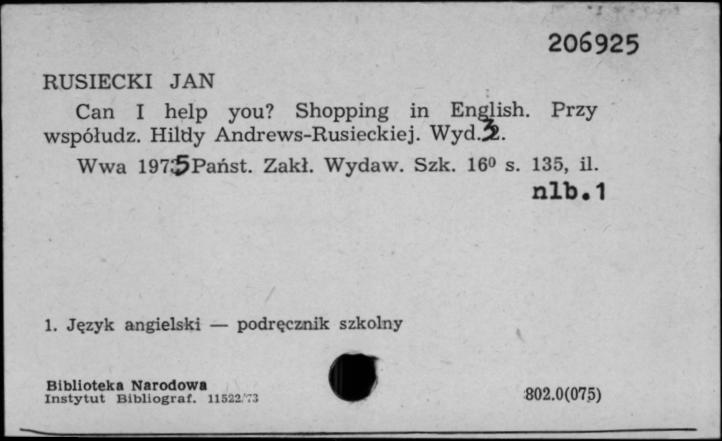 206925
RUSIECKI JAN
Can I help you? Shopping in English. Przy
współudz. Hildy Andrews-Rusieckiej. Wyd. 3.
Wwa 1975 Państ. Zakł. Wydaw. Szk. 16⁰ s. 135, il.
nlb. 1
1. Język angielski — podręcznik szkolny
Biblioteka Narodowa
Instytut Bibliograf. 11522/73
802.0(075)